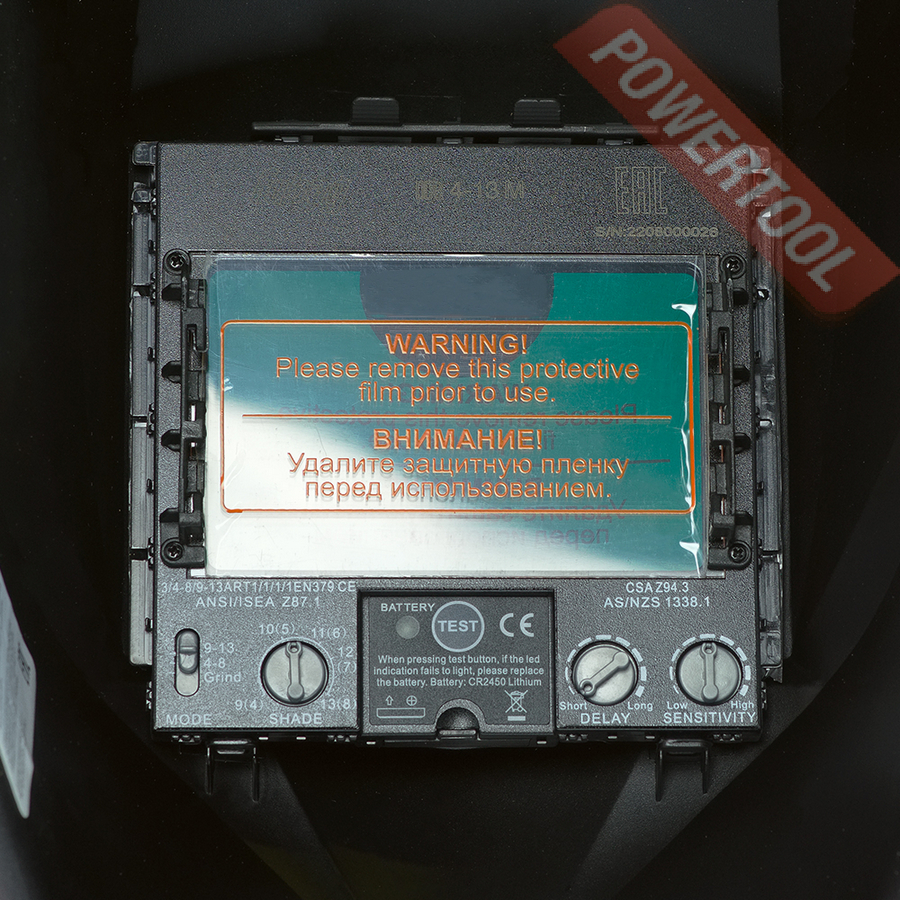 POWERTOOL
4-13 M
EAC
S/N:2206000026
WARNING!
Please remove this protective
film prior to use.
ВНИМАНИЕ!
Удалите защитную пленку
перед использованием.
3/4-8/9-13ART1/1/1/1EN379 CE
ANSI/ISEA Z87.1
CSA Z94.3
AS/NZS 1338.1
9-13
4-8
Grind
MODE
10(5)
11(6)
12
(7)
9(4)
13(8)
SHADE
BATTERY
TEST
CE
When pressing test button, if the led
indication fails to light, please replace
the battery. Battery: CR2450 Lithium
Short
Long
DELAY
Low
High
SENSITIVITY